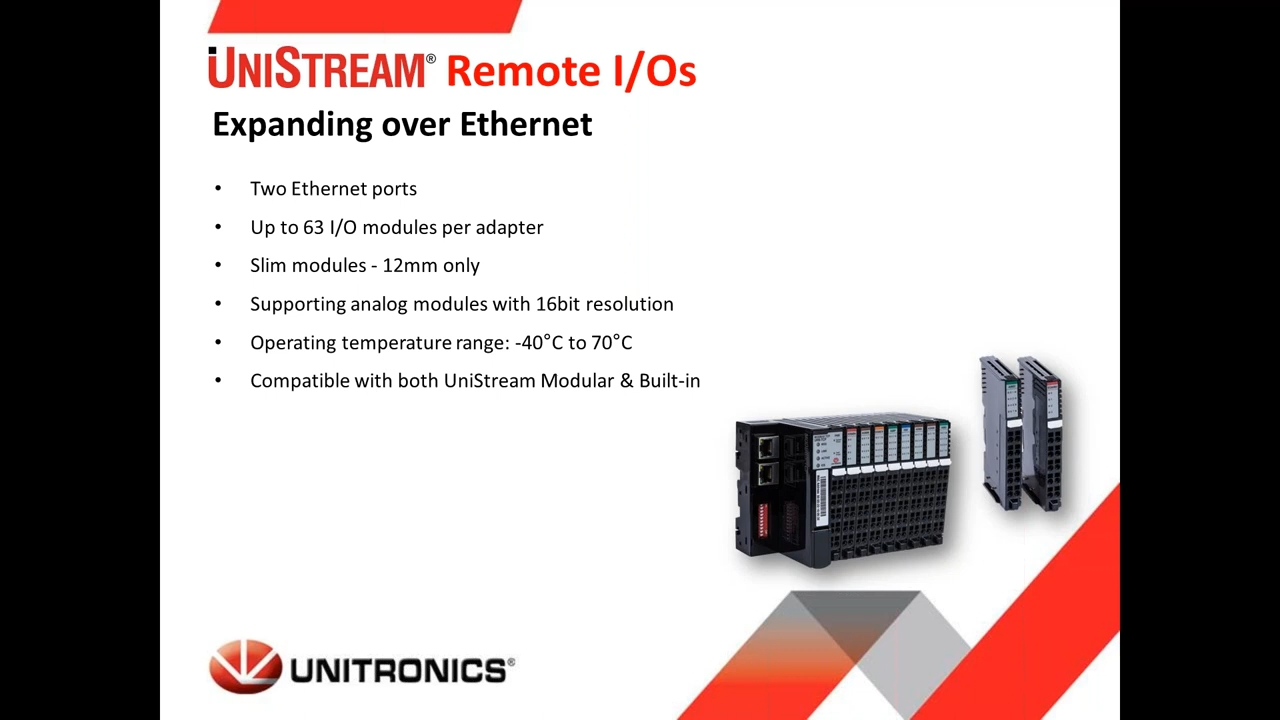 UNISTREAM® Remote I/Os
Expanding over Ethernet
• Two Ethernet ports
• Up to 63 I/O modules per adapter
• Slim modules - 12mm only
• Supporting analog modules with 16bit resolution
• Operating temperature range: -40°C to 70°C
• Compatible with both UniStream Modular & Built-in
UNITRONICS®